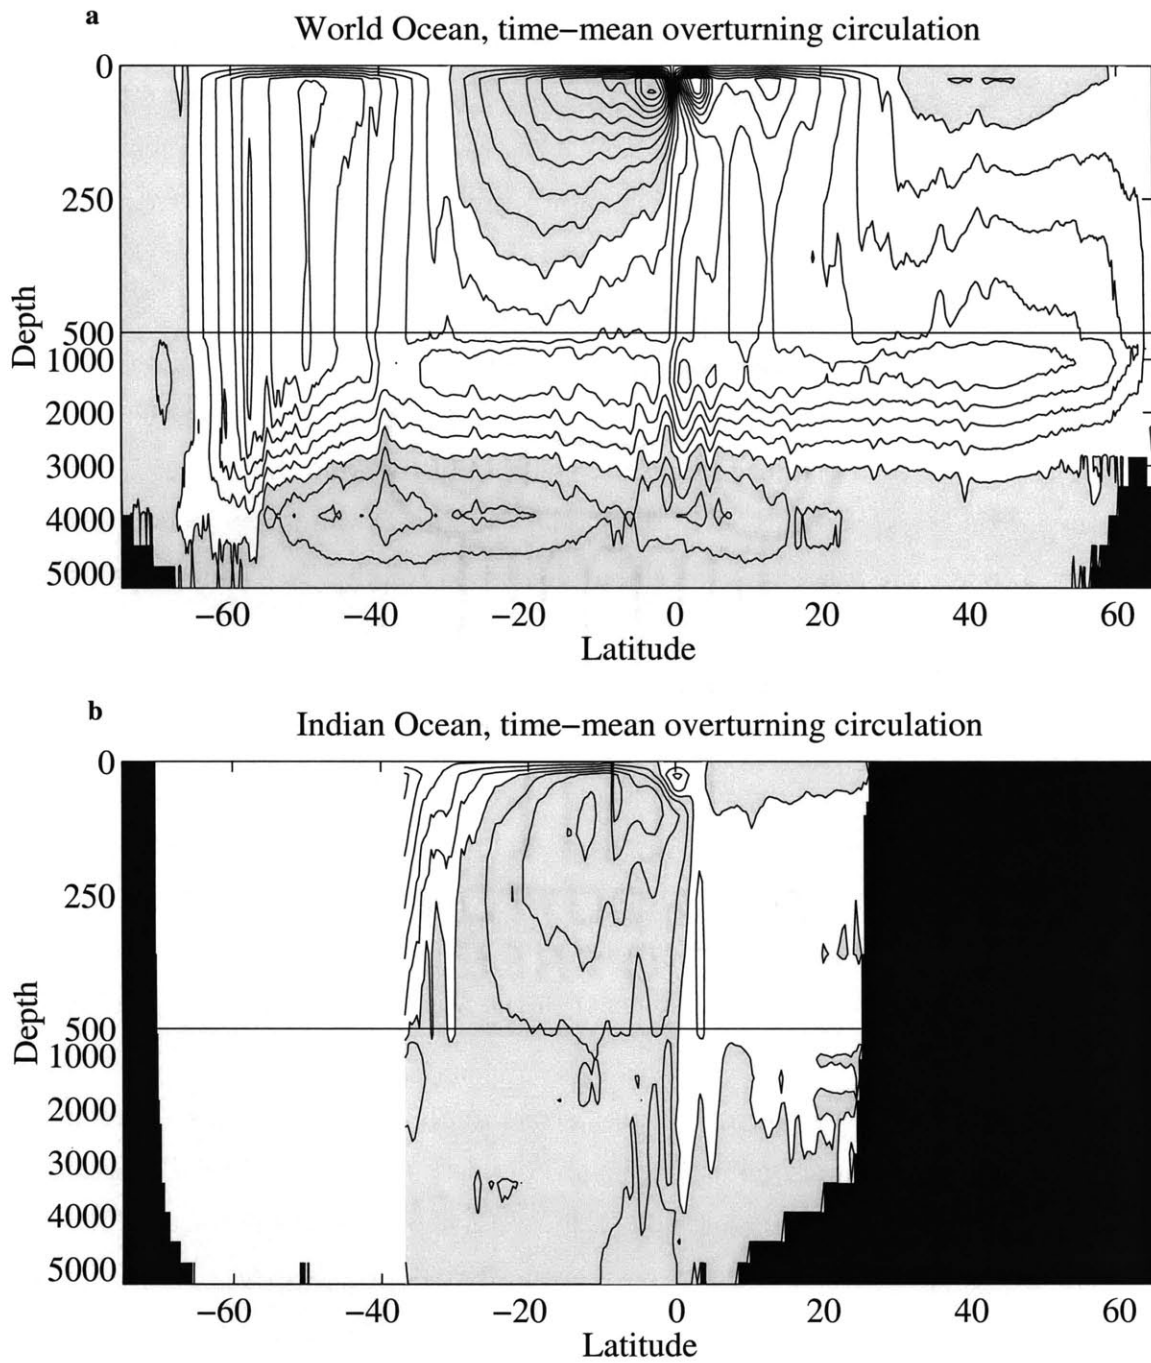 a
World Ocean, time−mean overturning circulation
0
250
500
1000
2000
3000
4000
5000
Depth
−60 −40 −20 0 20 40 60
Latitude
b
Indian Ocean, time−mean overturning circulation
0
250
500
1000
2000
3000
4000
5000
Depth
−60 −40 −20 0 20 40 60
Latitude